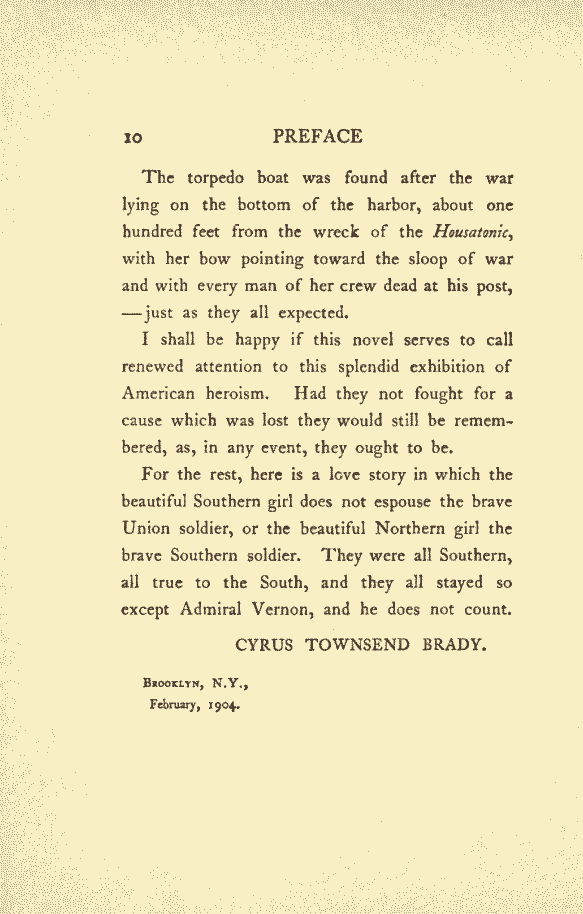 10 PREFACE
The torpedo boat was found after the war
lying on the bottom of the harbor, about one
hundred feet from the wreck of the Housatonic,
with her bow pointing toward the sloop of war
and with every man of her crew dead at his post,
—just as they all expected.
I shall be happy if this novel serves to call
renewed attention to this splendid exhibition of
American heroism. Had they not fought for a
cause which was lost they would still be remem-
bered, as, in any event, they ought to be.
For the rest, here is a love story in which the
beautiful Southern girl does not espouse the brave
Union soldier, or the beautiful Northern girl the
brave Southern soldier. They were all Southern,
all true to the South, and they all stayed so
except Admiral Vernon, and he does not count.
CYRUS TOWNSEND BRADY.
Brooklyn, N.Y.,
February, 1904.